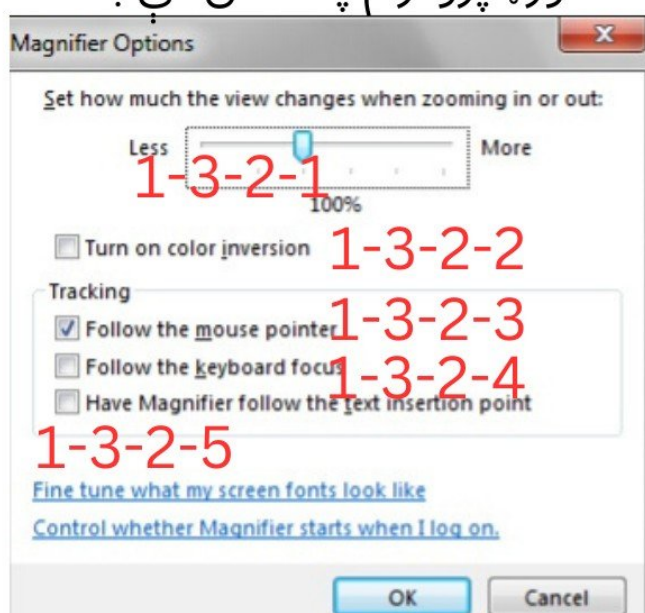 Magnifier Options
Set how much the view changes when zooming in or out:
Less More
1-3-2-1
100%
Turn on color inversion 1-3-2-2
Tracking
Follow the mouse pointer 1-3-2-3
Follow the keyboard focus 1-3-2-4
Have Magnifier follow the text insertion point
1-3-2-5
Fine tune what my screen fonts look like
Control whether Magnifier starts when I log on.
OK Cancel